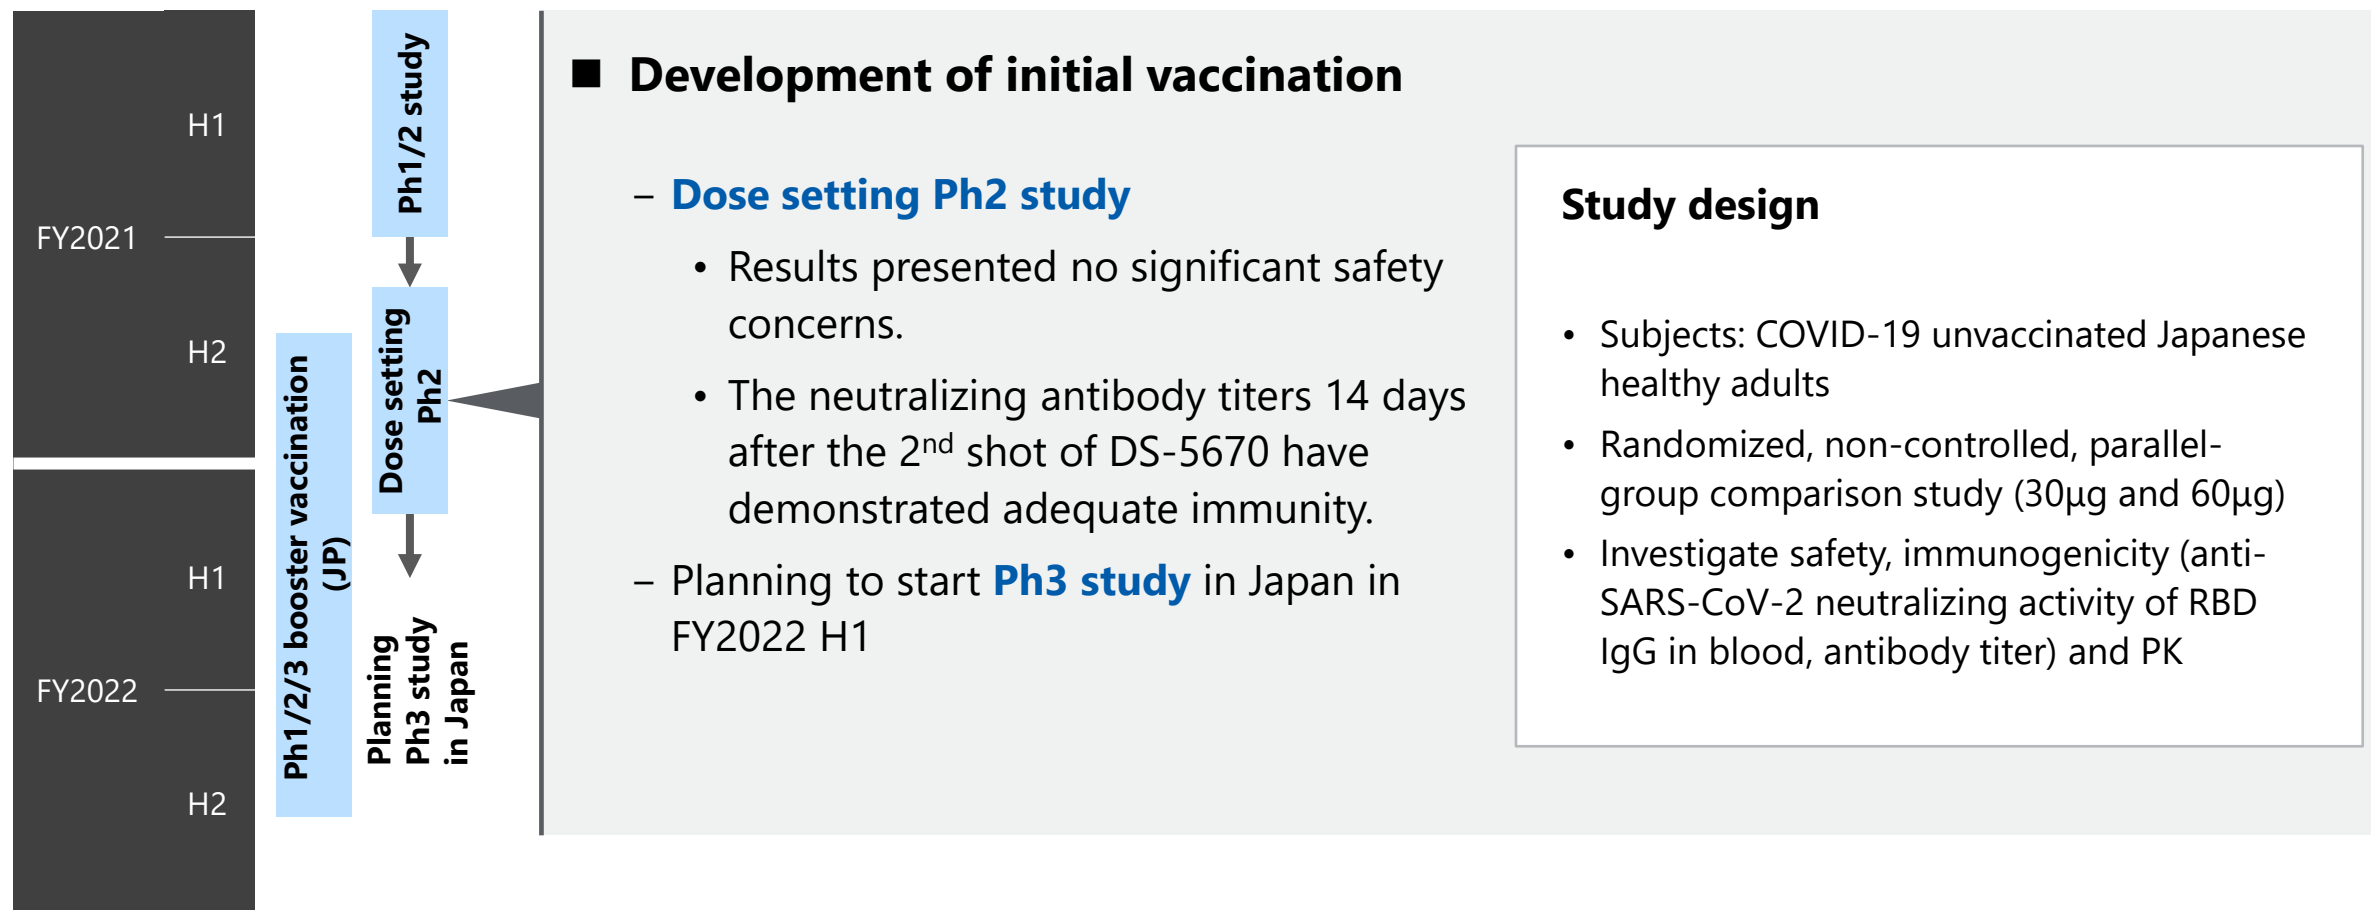 FY2021
H1
H2
FY2022
H1
H2
Ph1/2/3 booster vaccination
(JP)
Ph1/2 study
Dose setting
Ph2
Planning
Ph3 study
in Japan
■ Development of initial vaccination
– Dose setting Ph2 study
• Results presented no significant safety
concerns.
• The neutralizing antibody titers 14 days
after the 2nd shot of DS-5670 have
demonstrated adequate immunity.
– Planning to start Ph3 study in Japan in
FY2022 H1
Study design
• Subjects: COVID-19 unvaccinated Japanese
healthy adults
• Randomized, non-controlled, parallel-
group comparison study (30μg and 60μg)
• Investigate safety, immunogenicity (anti-
SARS-CoV-2 neutralizing activity of RBD
IgG in blood, antibody titer) and PK